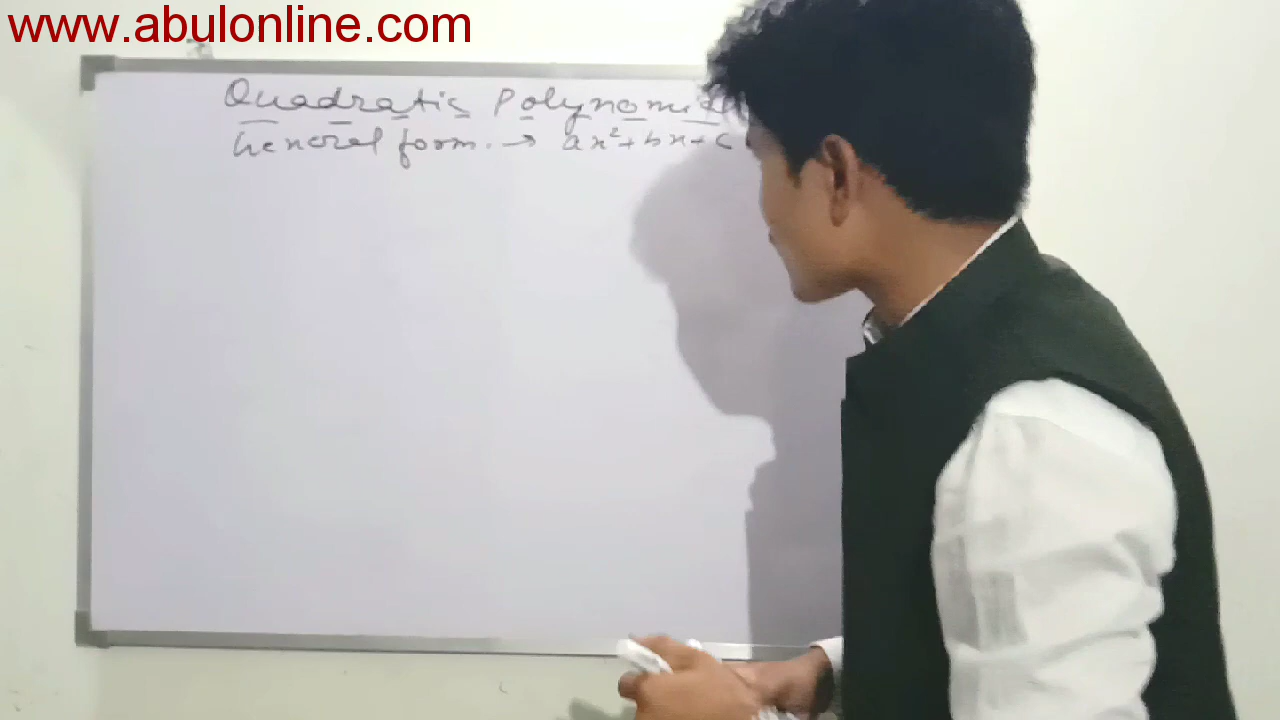 www.abulonline.com
Quadratic Polynomial
General form. → ax²+bx+c